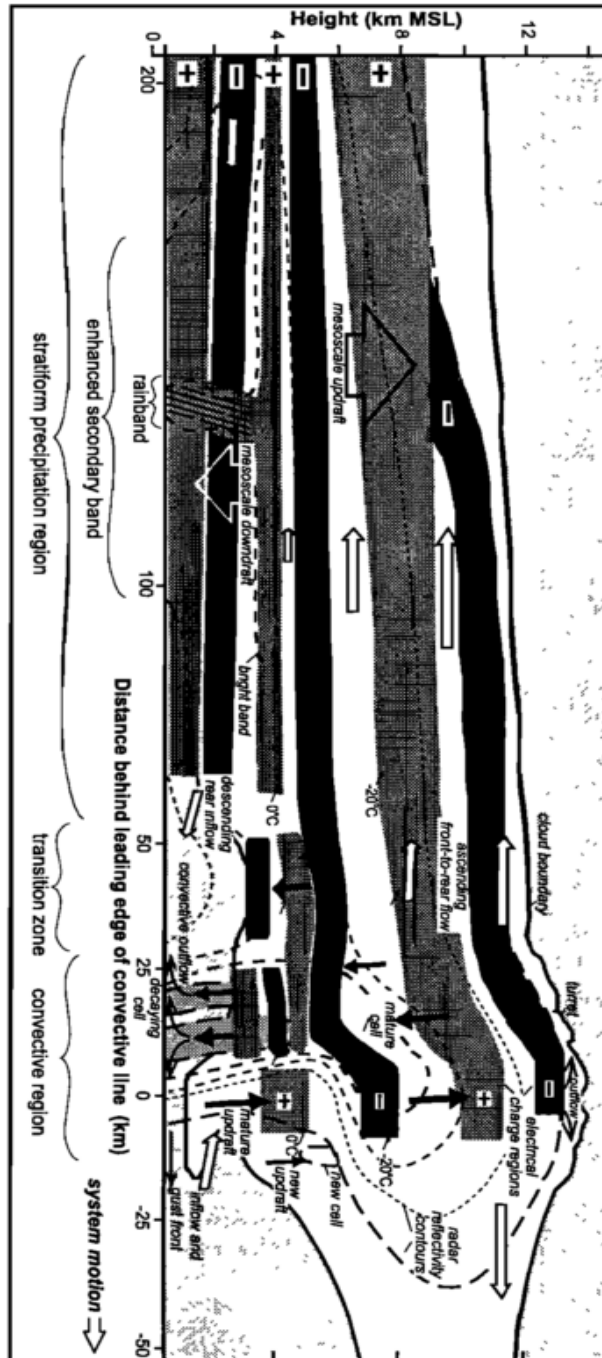 Height (km MSL)
0
4
8
12
200
100
50
25
0
-25
-50
+
−
+
−
+
−
mesoscale updraft
rainband
enhanced secondary band
stratiform precipitation region
mesoscale downdraft
bright band
Distance behind leading edge of convective line (km)
descending
rear inflow
0°C
-20°C
ascending
front-to-rear flow
cloud boundary
transition zone
convective outflow
convective region
decaying
cell
mature
cell
turret
outflow
+
−
+
−
electrical
charge regions
mature
updraft
0°C
-20°C
new
updraft
new cell
radar
reflectivity
contours
inflow and
gust front
system motion